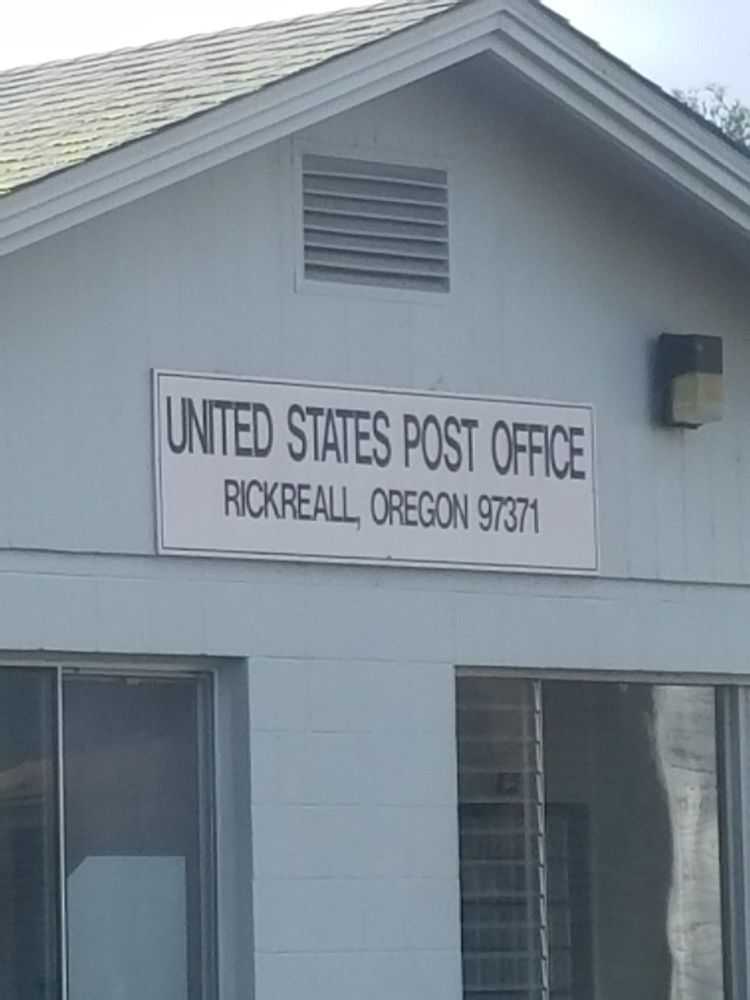 UNITED STATES POST OFFICE
RICKREALL, OREGON 97371